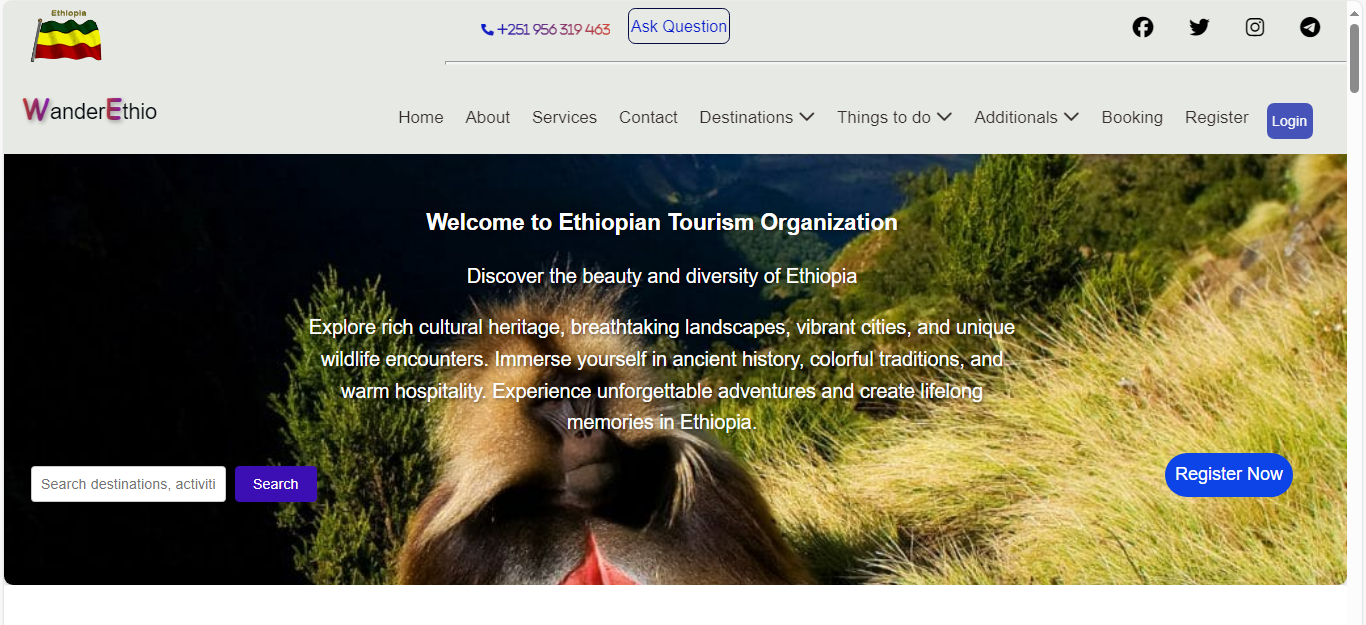 Ethiopia
+251 956 319 463
Ask Question
WanderEthio
Home About Services Contact Destinations Things to do Additionals Booking Register Login
Welcome to Ethiopian Tourism Organization
Discover the beauty and diversity of Ethiopia
Explore rich cultural heritage, breathtaking landscapes, vibrant cities, and unique
wildlife encounters. Immerse yourself in ancient history, colorful traditions, and
warm hospitality. Experience unforgettable adventures and create lifelong
memories in Ethiopia.
Search destinations, activiti
Search
Register Now